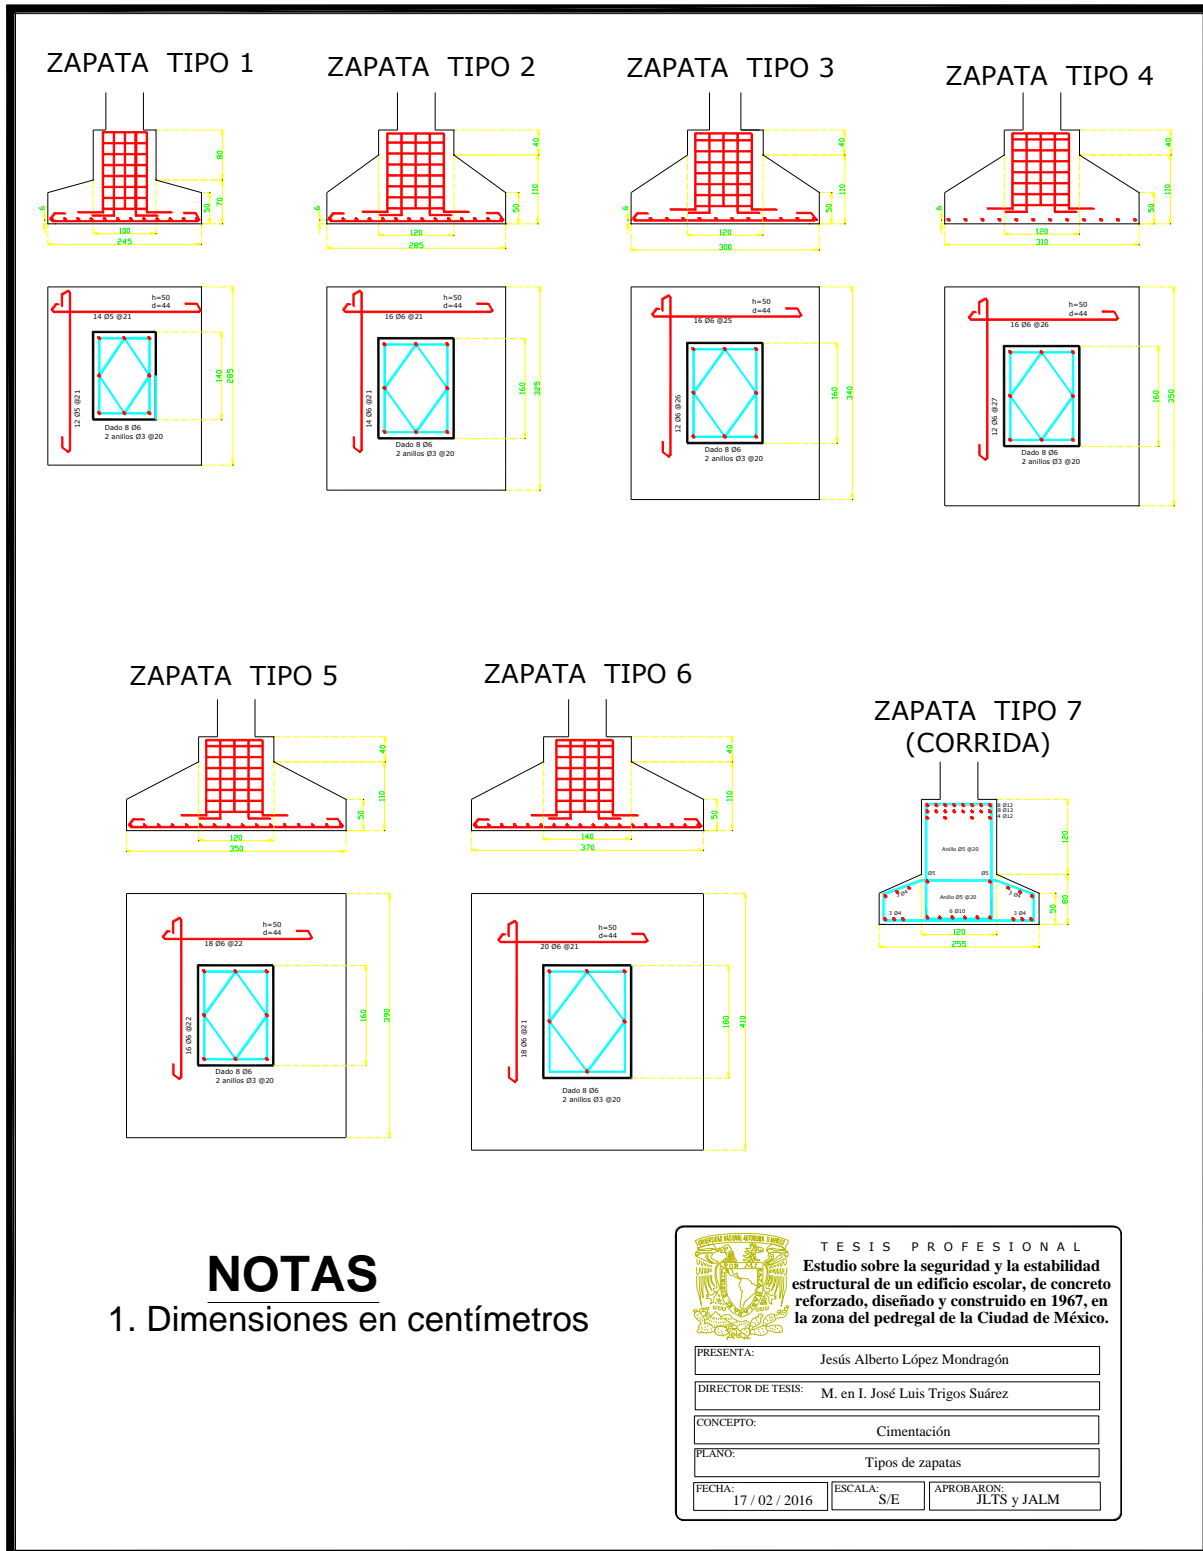 ZAPATA TIPO 1
80
70
50
6
100
245
h=50
d=44
14 Ø5 @21
12 Ø5 @21
140
285
Dado 8 Ø6
2 anillos Ø3 @20
ZAPATA TIPO 2
40
110
50
6
120
285
h=50
d=44
16 Ø6 @21
14 Ø6 @21
160
325
Dado 8 Ø6
2 anillos Ø3 @20
ZAPATA TIPO 3
40
110
50
6
120
300
h=50
d=44
16 Ø6 @25
12 Ø6 @26
160
340
Dado 8 Ø6
2 anillos Ø3 @20
ZAPATA TIPO 4
40
110
50
6
120
310
h=50
d=44
16 Ø6 @26
12 Ø6 @27
160
350
Dado 8 Ø6
2 anillos Ø3 @20
ZAPATA TIPO 5
40
110
50
120
350
h=50
d=44
18 Ø6 @22
16 Ø6 @22
160
390
Dado 8 Ø6
2 anillos Ø3 @20
ZAPATA TIPO 6
40
110
50
140
370
h=50
d=44
20 Ø6 @21
18 Ø6 @21
180
410
Dado 8 Ø6
2 anillos Ø3 @20
ZAPATA TIPO 7
(CORRIDA)
8 Ø12
8 Ø12
4 Ø12
120
Anillo Ø5 @20
Ø5 Ø5
3 Ø4 3 Ø4
Anillo Ø5 @20
80
50
3 Ø4 6 Ø10 3 Ø4
120
255
NOTAS
1. Dimensiones en centímetros
TESIS PROFESIONAL
Estudio sobre la seguridad y la estabilidad
estructural de un edificio escolar, de concreto
reforzado, diseñado y construido en 1967, en
la zona del pedregal de la Ciudad de México.
PRESENTA: Jesús Alberto López Mondragón
DIRECTOR DE TESIS: M. en I. José Luis Trigos Suárez
CONCEPTO: Cimentación
PLANO: Tipos de zapatas
FECHA: 17 / 02 / 2016 ESCALA: S/E APROBARON: JLTS y JALM